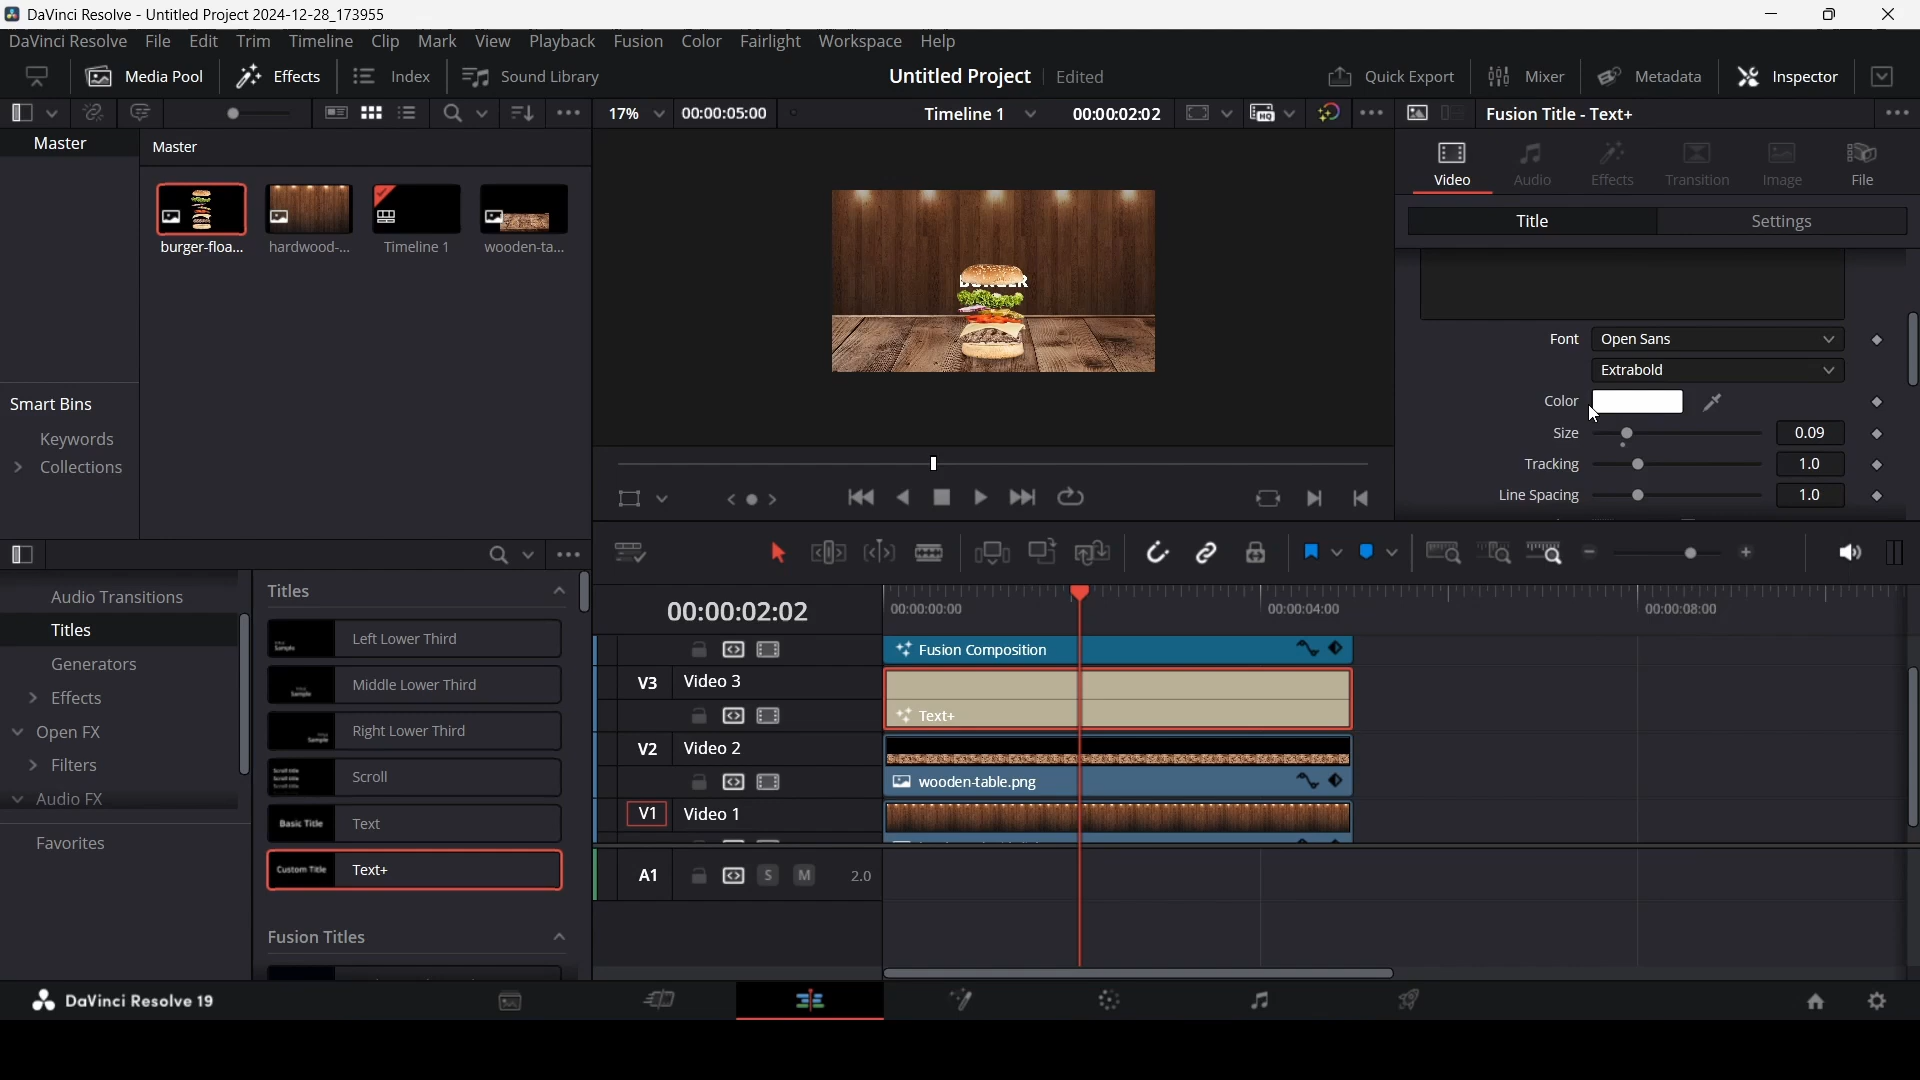 DaVinci Resolve - Untitled Project 2024-12-28_173955
DaVinci Resolve File Edit Trim Timeline Clip Mark View Playback Fusion Color Fairlight Workspace Help
Media Pool Effects Index Sound Library Untitled Project Edited Quick Export Mixer Metadata Inspector
17% 00:00:05:00 Timeline 1 00:00:02:02 Fusion Title - Text+
Master Master
Video Audio Effects Transition Image File
Title Settings
burger-floa... hardwood-... Timeline 1 wooden-ta...
BURGER
Font Open Sans
Extrabold
Color
Size 0.09
Tracking 1.0
Line Spacing 1.0
Smart Bins
Keywords
Collections
Audio Transitions
Titles
Generators
Effects
Open FX
Filters
Audio FX
Favorites
Titles
Left Lower Third
Middle Lower Third
Right Lower Third
Scroll
Basic Title Text
Custom Title Text+
Fusion Titles
00:00:02:02 00:00:00:00 00:00:04:00 00:00:08:00
Fusion Composition
V3 Video 3
Text+
V2 Video 2
wooden-table.png
V1 Video 1
A1 S M 2.0
DaVinci Resolve 19